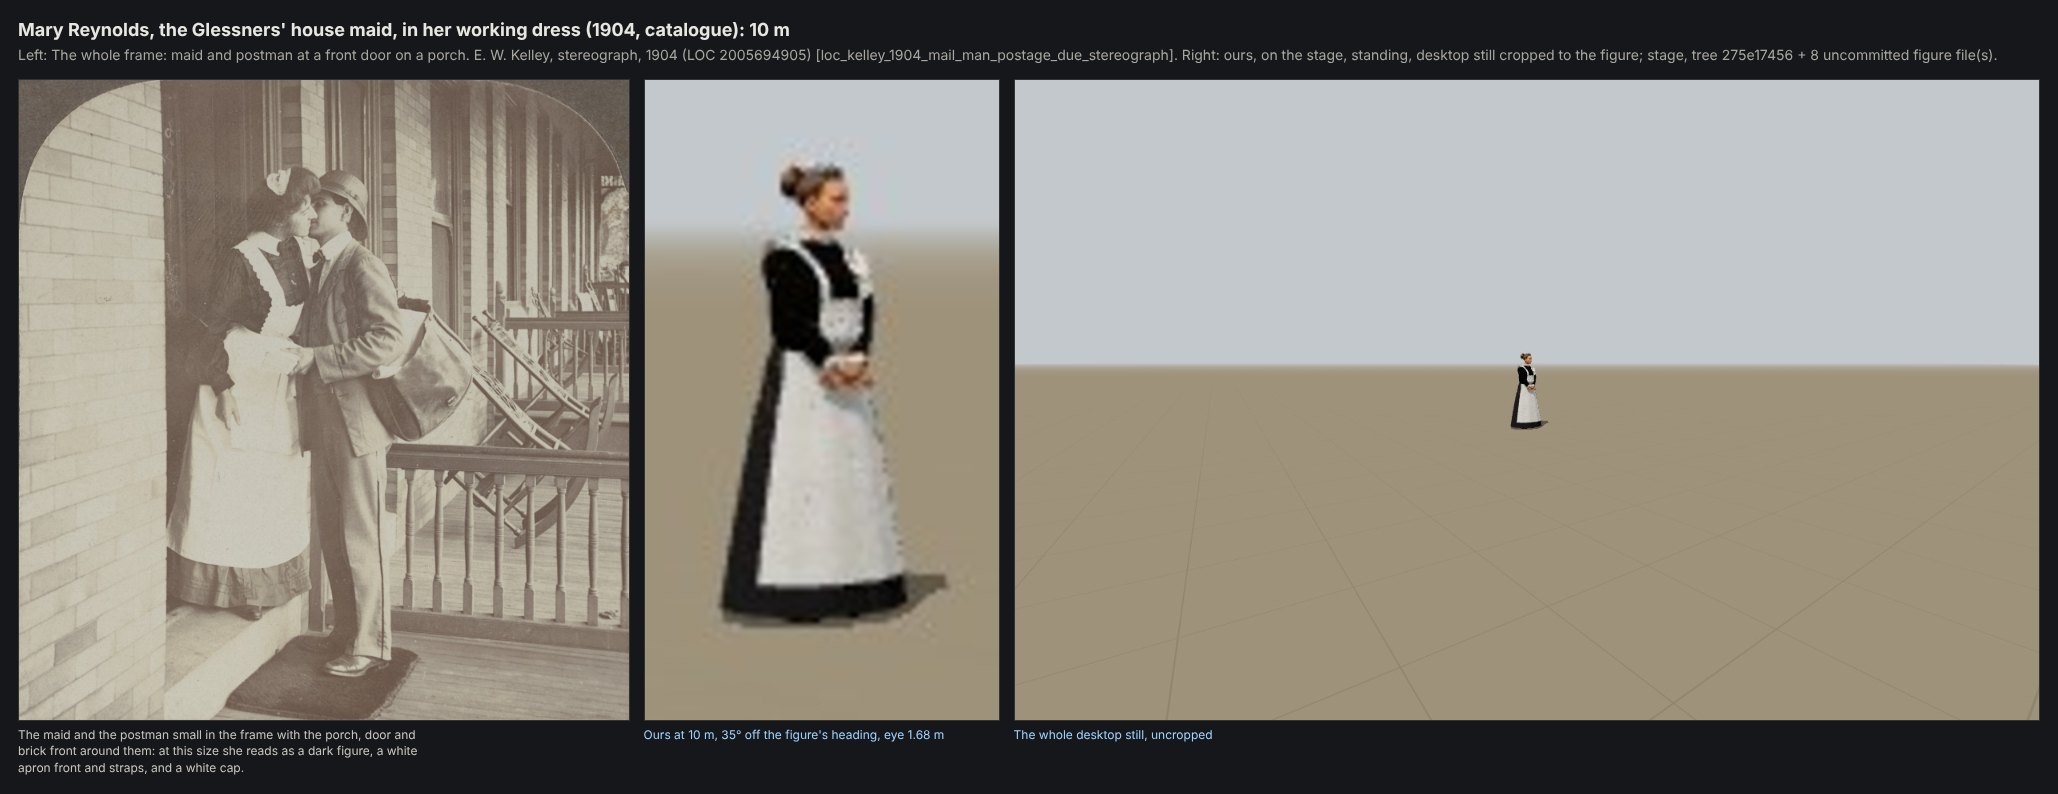 Mary Reynolds, the Glessners' house maid, in her working dress (1904, catalogue): 10 m
Left: The whole frame: maid and postman at a front door on a porch. E. W. Kelley, stereograph, 1904 (LOC 2005694905) [loc_kelley_1904_mail_man_postage_due_stereograph]. Right: ours, on the stage, standing, desktop still cropped to the figure; stage, tree 275e17456 + 8 uncommitted figure file(s).
The maid and the postman small in the frame with the porch, door and
brick front around them: at this size she reads as a dark figure, a white
apron front and straps, and a white cap.
Ours at 10 m, 35° off the figure's heading, eye 1.68 m
The whole desktop still, uncropped